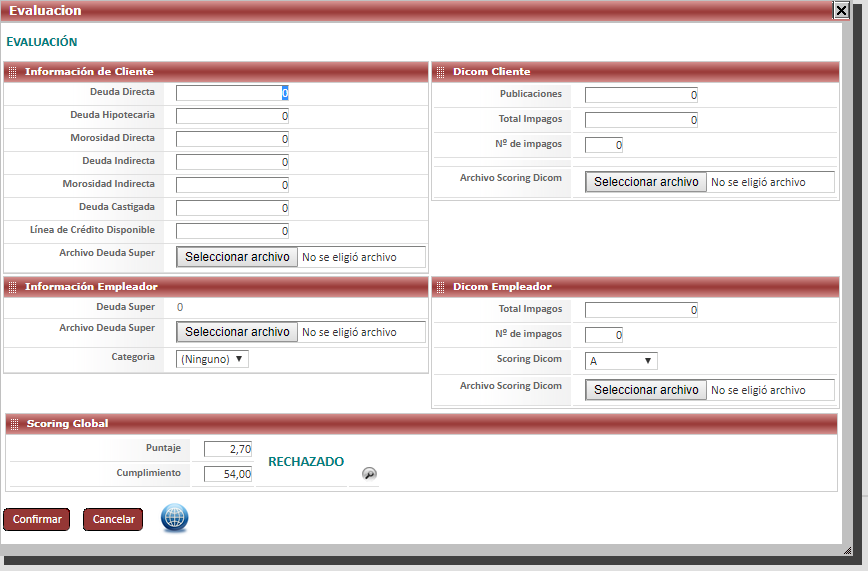 Evaluacion
EVALUACIÓN
Información de Cliente
Deuda Directa 0
Deuda Hipotecaria 0
Morosidad Directa 0
Deuda Indirecta 0
Morosidad Indirecta 0
Deuda Castigada 0
Línea de Crédito Disponible 0
Archivo Deuda Super Seleccionar archivo No se eligió archivo
Dicom Cliente
Publicaciones 0
Total Impagos 0
Nº de impagos 0
Archivo Scoring Dicom Seleccionar archivo No se eligió archivo
Información Empleador
Deuda Super 0
Archivo Deuda Super Seleccionar archivo No se eligió archivo
Categoria (Ninguno)
Dicom Empleador
Total Impagos 0
Nº de impagos 0
Scoring Dicom A
Archivo Scoring Dicom Seleccionar archivo No se eligió archivo
Scoring Global
Puntaje 2,70
RECHAZADO
Cumplimiento 54,00
Confirmar Cancelar